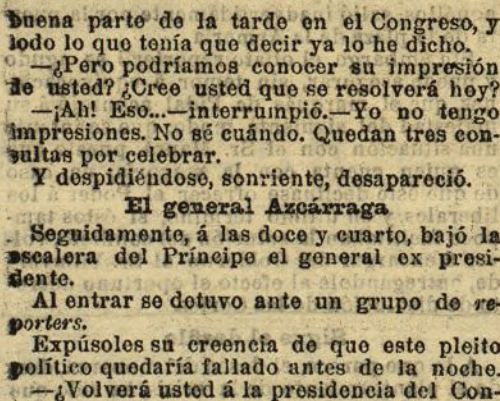 buena parte de la tarde en el Congreso, y
todo lo que tenía que decir ya lo he dicho.
—¿Pero podríamos conocer su impresión
de usted? ¿Cree usted que se resolverá hoy?
—¡Ah! Eso...—interrumpió.—Yo no tengo
impresiones. No sé cuándo. Quedan tres con-
sultas por celebrar.
Y despidiéndose, sonriente, desapareció.
El general Azcárraga
Seguidamente, á las doce y cuarto, bajó la
escalera del Príncipe el general ex presi-
dente.
Al entrar se detuvo ante un grupo de re-
porters.
Expúsoles su creencia de que este pleito
político quedaría fallado antes de la noche.
—¿Volverá usted á la presidencia del Con-